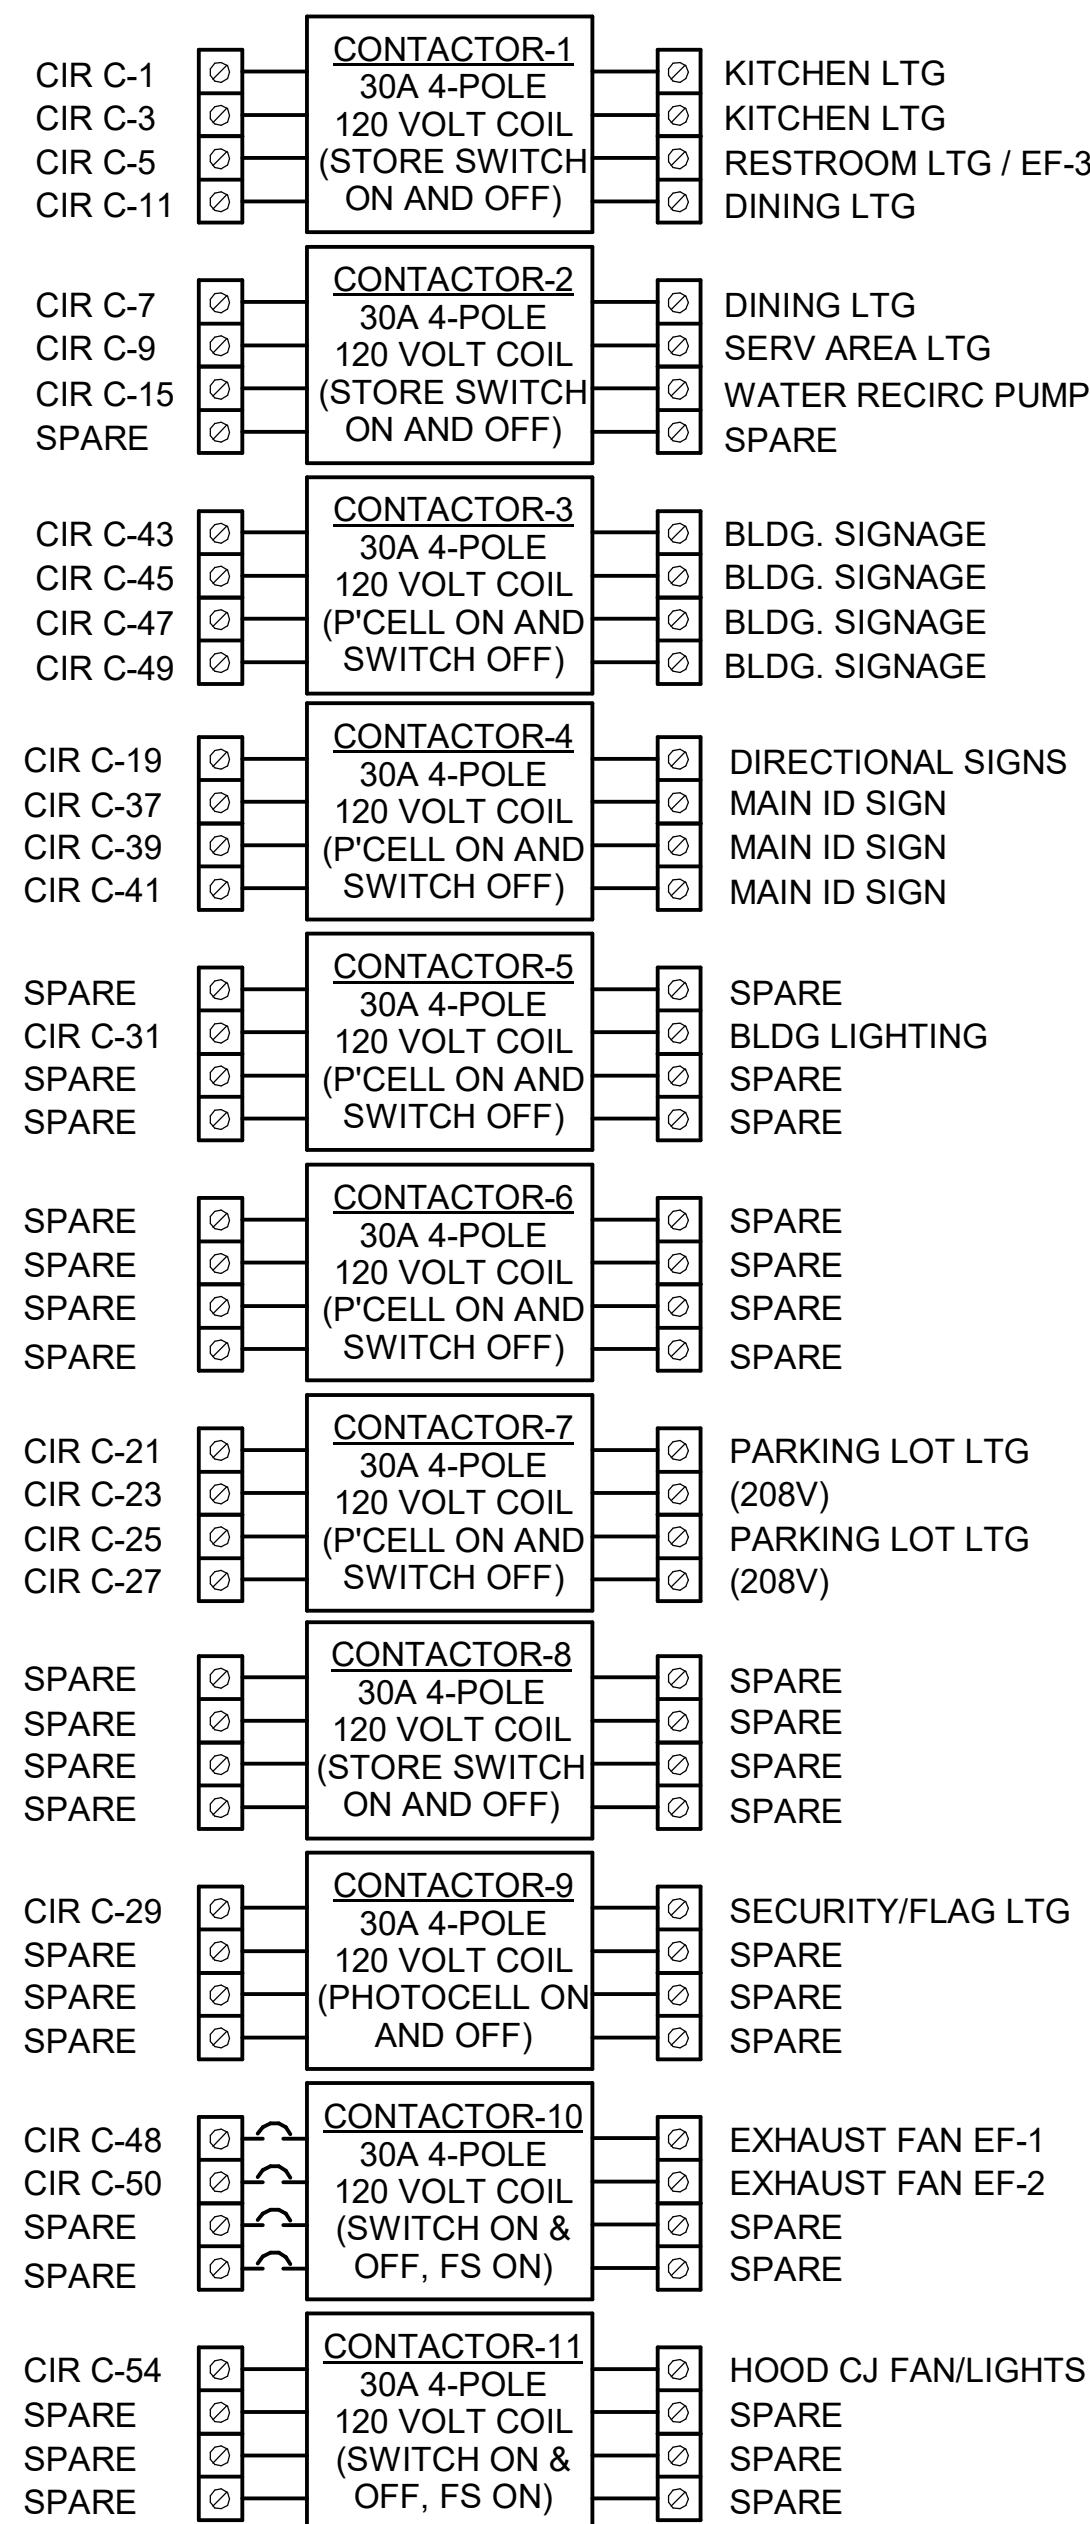 CONTACTOR-1
30A 4-POLE
120 VOLT COIL
(STORE SWITCH
ON AND OFF)
CIR C-1
CIR C-3
CIR C-5
CIR C-11
KITCHEN LTG
KITCHEN LTG
RESTROOM LTG / EF-3
DINING LTG
CONTACTOR-2
30A 4-POLE
120 VOLT COIL
(STORE SWITCH
ON AND OFF)
CIR C-7
CIR C-9
CIR C-15
SPARE
DINING LTG
SERV AREA LTG
WATER RECIRC PUMP
SPARE
CONTACTOR-3
30A 4-POLE
120 VOLT COIL
(P'CELL ON AND
SWITCH OFF)
CIR C-43
CIR C-45
CIR C-47
CIR C-49
BLDG. SIGNAGE
BLDG. SIGNAGE
BLDG. SIGNAGE
BLDG. SIGNAGE
CONTACTOR-4
30A 4-POLE
120 VOLT COIL
(P'CELL ON AND
SWITCH OFF)
CIR C-19
CIR C-37
CIR C-39
CIR C-41
DIRECTIONAL SIGNS
MAIN ID SIGN
MAIN ID SIGN
MAIN ID SIGN
CONTACTOR-5
30A 4-POLE
120 VOLT COIL
(P'CELL ON AND
SWITCH OFF)
SPARE
CIR C-31
SPARE
SPARE
SPARE
BLDG LIGHTING
SPARE
SPARE
CONTACTOR-6
30A 4-POLE
120 VOLT COIL
(P'CELL ON AND
SWITCH OFF)
SPARE
SPARE
SPARE
SPARE
SPARE
SPARE
SPARE
SPARE
CONTACTOR-7
30A 4-POLE
120 VOLT COIL
(P'CELL ON AND
SWITCH OFF)
CIR C-21
CIR C-23
CIR C-25
CIR C-27
PARKING LOT LTG
(208V)
PARKING LOT LTG
(208V)
CONTACTOR-8
30A 4-POLE
120 VOLT COIL
(STORE SWITCH
ON AND OFF)
SPARE
SPARE
SPARE
SPARE
SPARE
SPARE
SPARE
SPARE
CONTACTOR-9
30A 4-POLE
120 VOLT COIL
(PHOTOCELL ON
AND OFF)
CIR C-29
SPARE
SPARE
SPARE
SECURITY/FLAG LTG
SPARE
SPARE
SPARE
CONTACTOR-10
30A 4-POLE
120 VOLT COIL
(SWITCH ON &
OFF, FS ON)
CIR C-48
CIR C-50
SPARE
SPARE
EXHAUST FAN EF-1
EXHAUST FAN EF-2
SPARE
SPARE
CONTACTOR-11
30A 4-POLE
120 VOLT COIL
(SWITCH ON &
OFF, FS ON)
CIR C-54
SPARE
SPARE
SPARE
HOOD CJ FAN/LIGHTS
SPARE
SPARE
SPARE